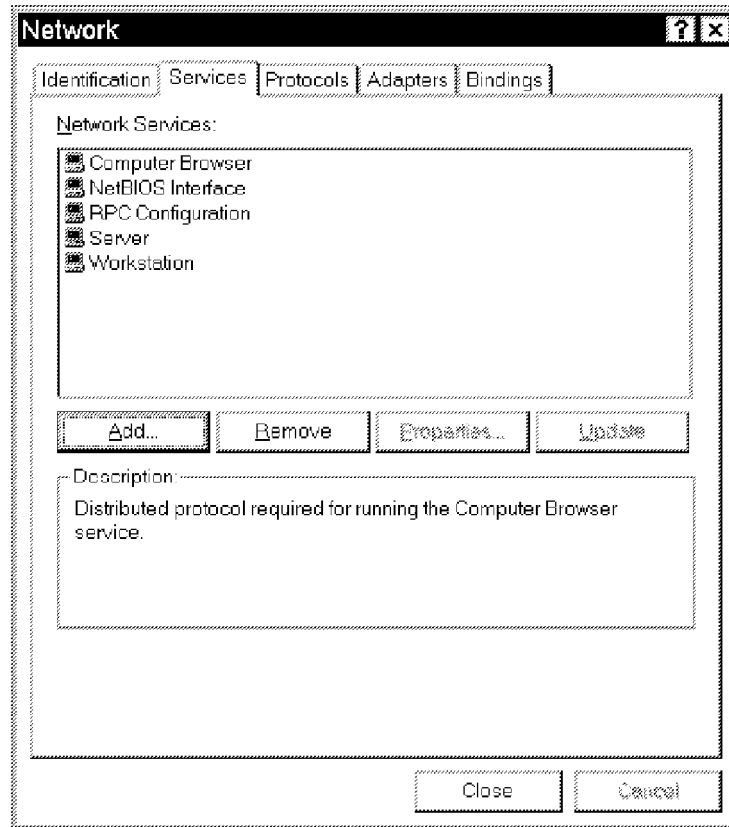 Network
Identification Services Protocols Adapters Bindings
Network Services:
Computer Browser
NetBIOS Interface
RPC Configuration
Server
Workstation
Add... Remove Properties... Update
Description:
Distributed protocol required for running the Computer Browser
service.
Close Cancel